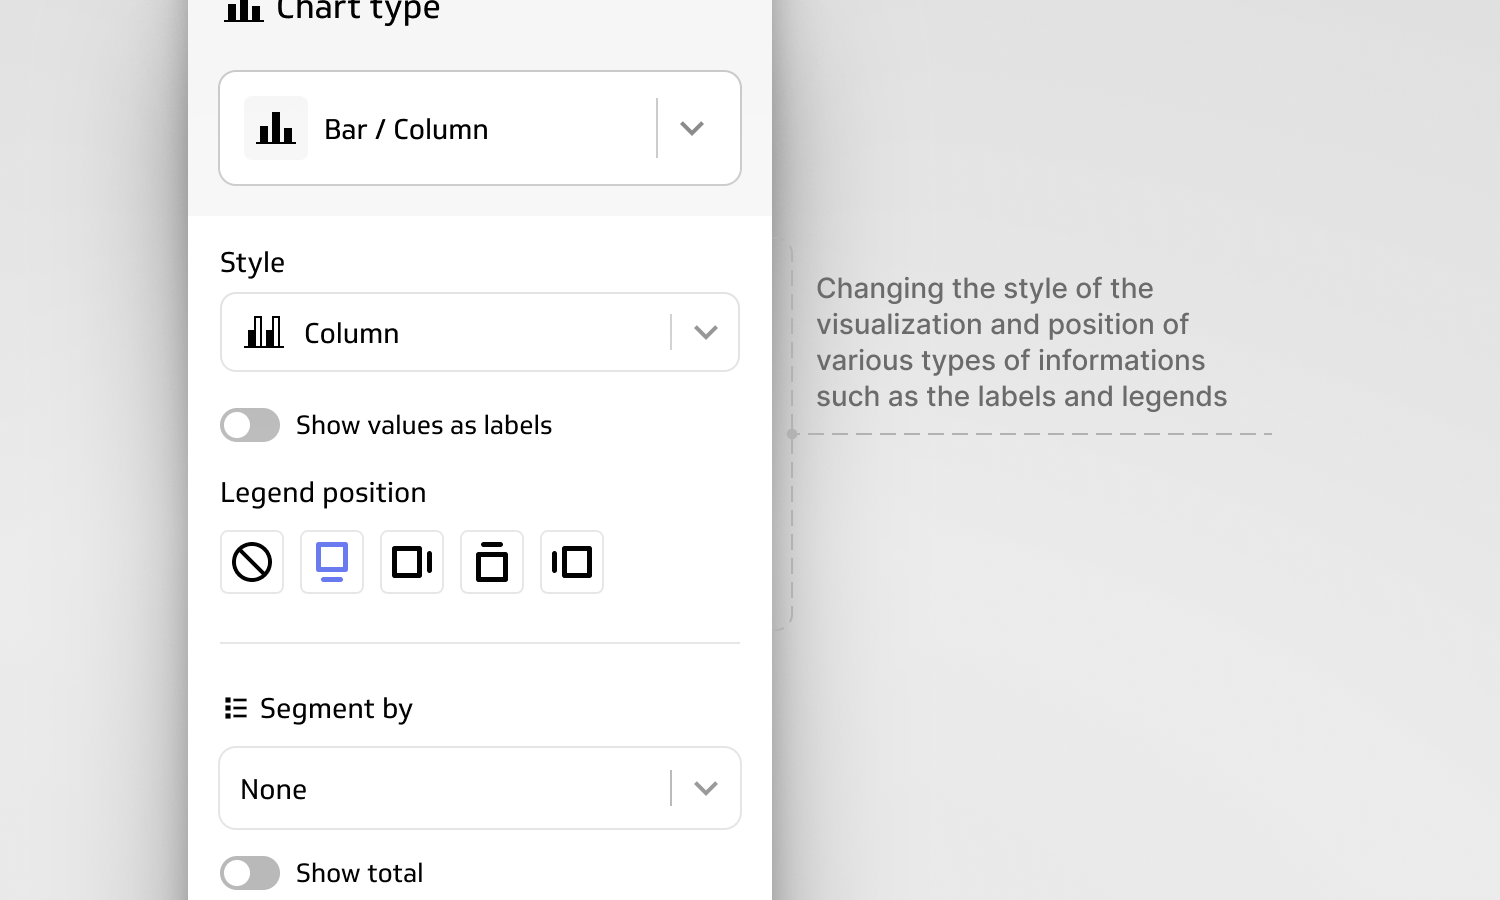 Chart type
Bar / Column
Style
Column
Show values as labels
Legend position
Segment by
None
Show total
Changing the style of the
visualization and position of
various types of informations
such as the labels and legends